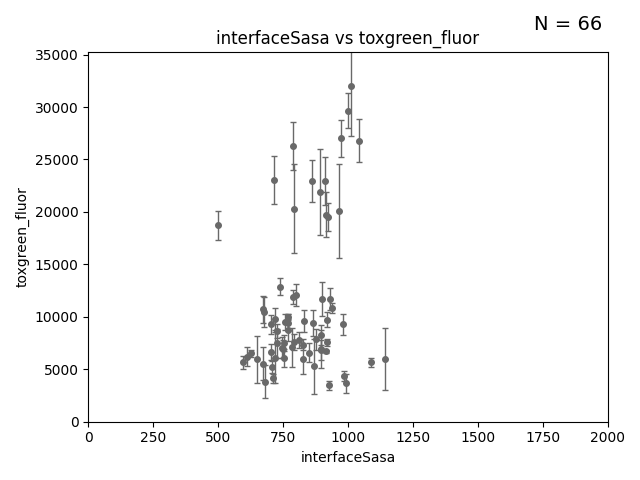 N = 66
interfaceSasa vs toxgreen_fluor
35000
30000
25000
20000
15000
10000
5000
0
toxgreen_fluor
0 250 500 750 1000 1250 1500 1750 2000
interfaceSasa